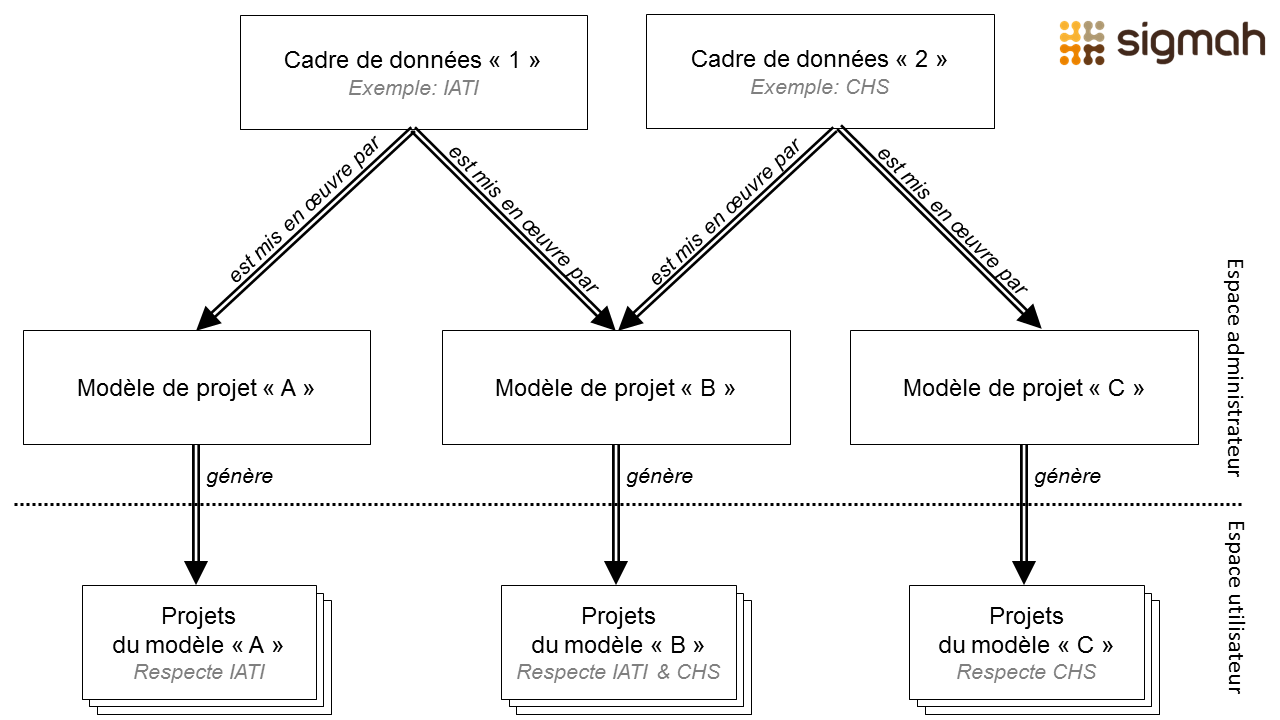 Cadre de données « 1 »
Exemple: IATI
Cadre de données « 2 »
Exemple: CHS
sigmah
est mis en œuvre par
est mis en œuvre par
est mis en œuvre par
est mis en œuvre par
Modèle de projet « A »
Modèle de projet « B »
Modèle de projet « C »
Espace administrateur
génère
génère
génère
Espace utilisateur
Projets
du modèle « A »
Respecte IATI
Projets
du modèle « B »
Respecte IATI & CHS
Projets
du modèle « C »
Respecte CHS